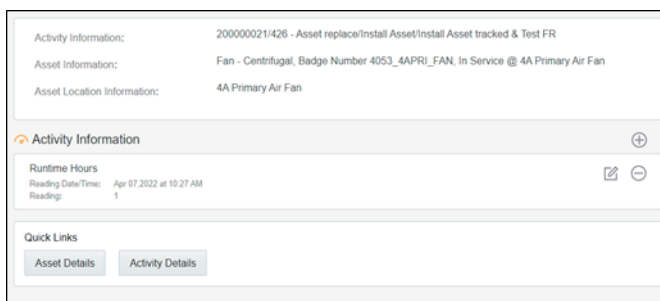 Activity Information: 200000021/426 - Asset replace/Install Asset/Install Asset tracked & Test FR
Asset Information: Fan - Centrifugal, Badge Number 4053_4APRI_FAN, In Service @ 4A Primary Air Fan
Asset Location Information: 4A Primary Air Fan
Activity Information
Runtime Hours
Reading Date/Time: Apr 07,2022 at 10:27 AM
Reading: 1
Quick Links
Asset Details Activity Details